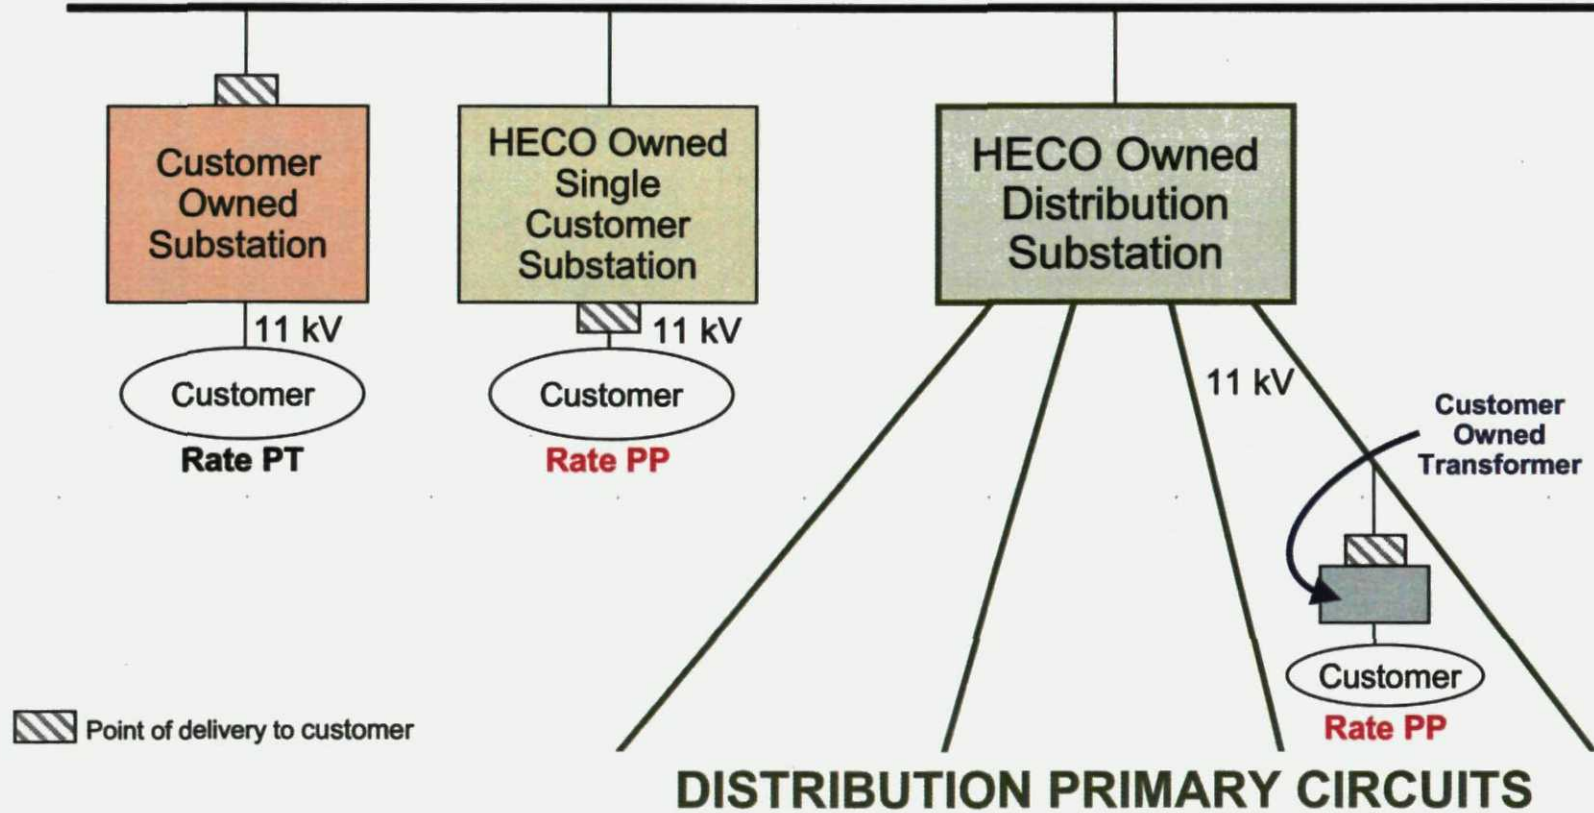 Customer
Owned
Substation
11 kV
Customer
Rate PT
HECO Owned
Single
Customer
Substation
11 kV
Customer
Rate PP
HECO Owned
Distribution
Substation
11 kV
Customer
Owned
Transformer
Customer
Rate PP
Point of delivery to customer
DISTRIBUTION PRIMARY CIRCUITS